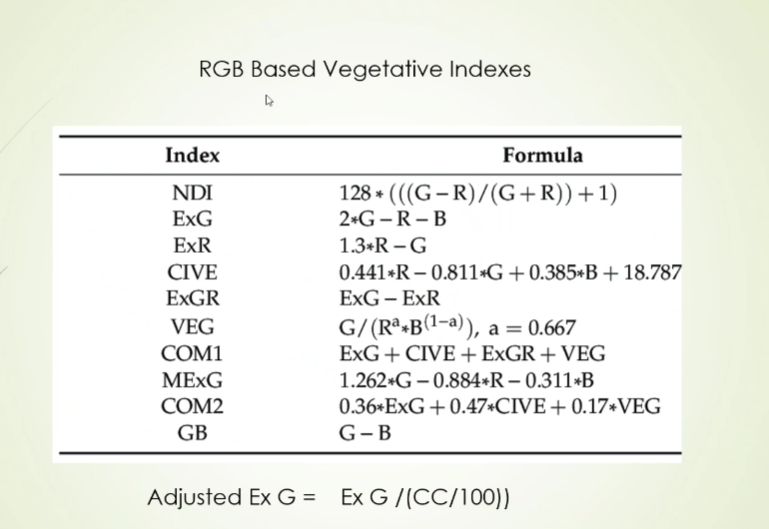 RGB Based Vegetative Indexes
Index Formula
NDI 128 * (((G – R)/(G + R)) + 1)
ExG 2*G – R – B
ExR 1.3*R – G
CIVE 0.441*R – 0.811*G + 0.385*B + 18.787
ExGR ExG – ExR
VEG G/(Rᵃ*B⁽¹⁻ᵃ⁾), a = 0.667
COM1 ExG + CIVE + ExGR + VEG
MExG 1.262*G – 0.884*R – 0.311*B
COM2 0.36*ExG + 0.47*CIVE + 0.17*VEG
GB G – B
Adjusted Ex G = Ex G /(CC/100))